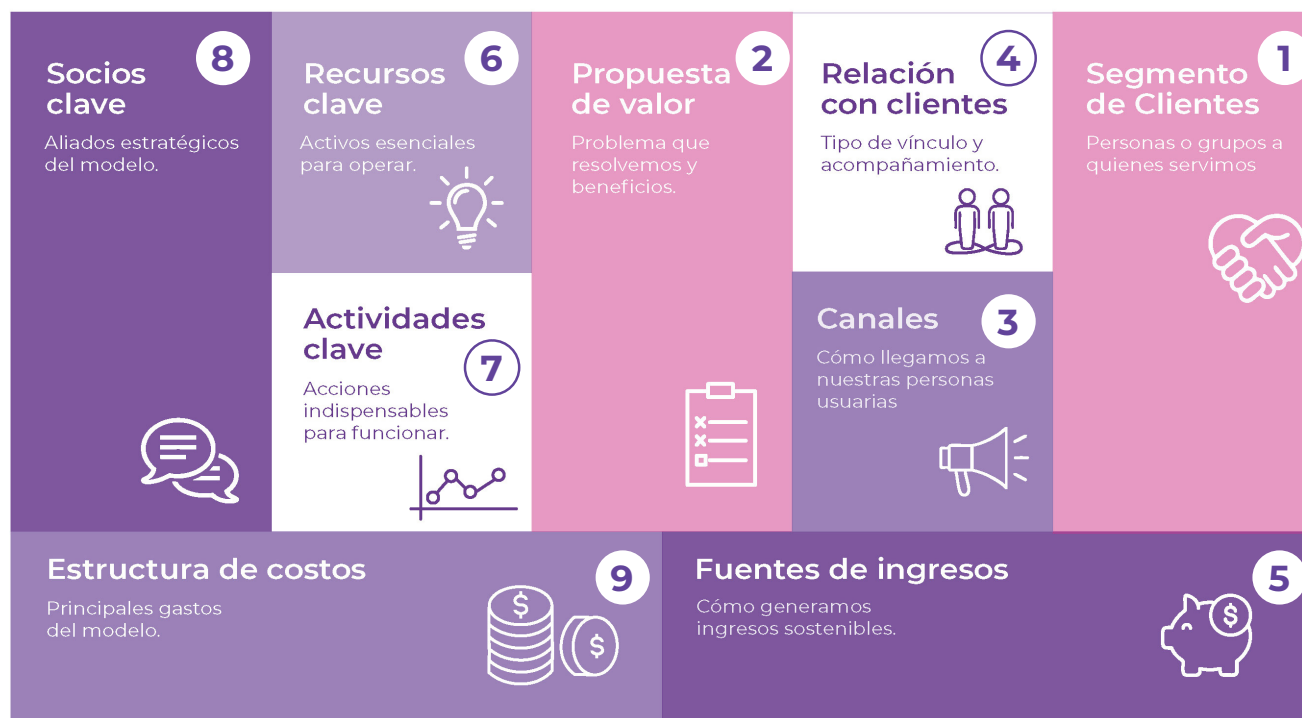 Socios
clave
8
Aliados estratégicos
del modelo.
Recursos
clave
6
Activos esenciales
para operar.
Actividades
clave
7
Acciones
indispensables
para funcionar.
Propuesta
de valor
2
Problema que
resolvemos y
beneficios.
Relación
con clientes
4
Tipo de vínculo y
acompañamiento.
Canales
3
Cómo llegamos a
nuestras personas
usuarias
Segmento
de Clientes
1
Personas o grupos a
quienes servimos
Estructura de costos
9
Principales gastos
del modelo.
$
$
Fuentes de ingresos
5
Cómo generamos
ingresos sostenibles.
$